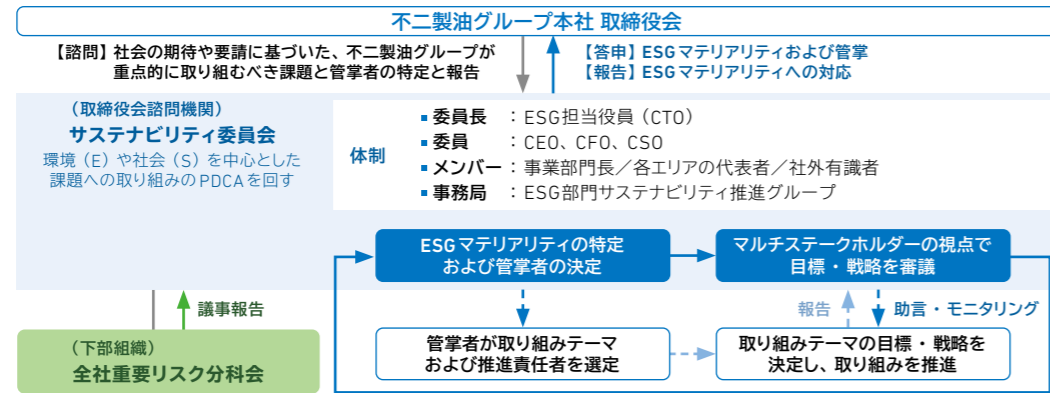 不二製油グループ本社 取締役会
【諮問】社会の期待や要請に基づいた、不二製油グループが
重点的に取り組むべき課題と管掌者の特定と報告
【答申】ESGマテリアリティおよび管掌
【報告】ESGマテリアリティへの対応
（取締役会諮問機関）
サステナビリティ委員会
環境（E）や社会（S）を中心とした
課題への取り組みのPDCAを回す
体制
▪委員長 ：ESG担当役員（CTO）
▪委員 ：CEO、CFO、CSO
▪メンバー：事業部門長／各エリアの代表者／社外有識者
▪事務局 ：ESG部門サステナビリティ推進グループ
ESGマテリアリティの特定
および管掌者の決定
マルチステークホルダーの視点で
目標・戦略を審議
議事報告
報告
助言・モニタリング
（下部組織）
全社重要リスク分科会
管掌者が取り組みテーマ
および推進責任者を選定
取り組みテーマの目標・戦略を
決定し、取り組みを推進